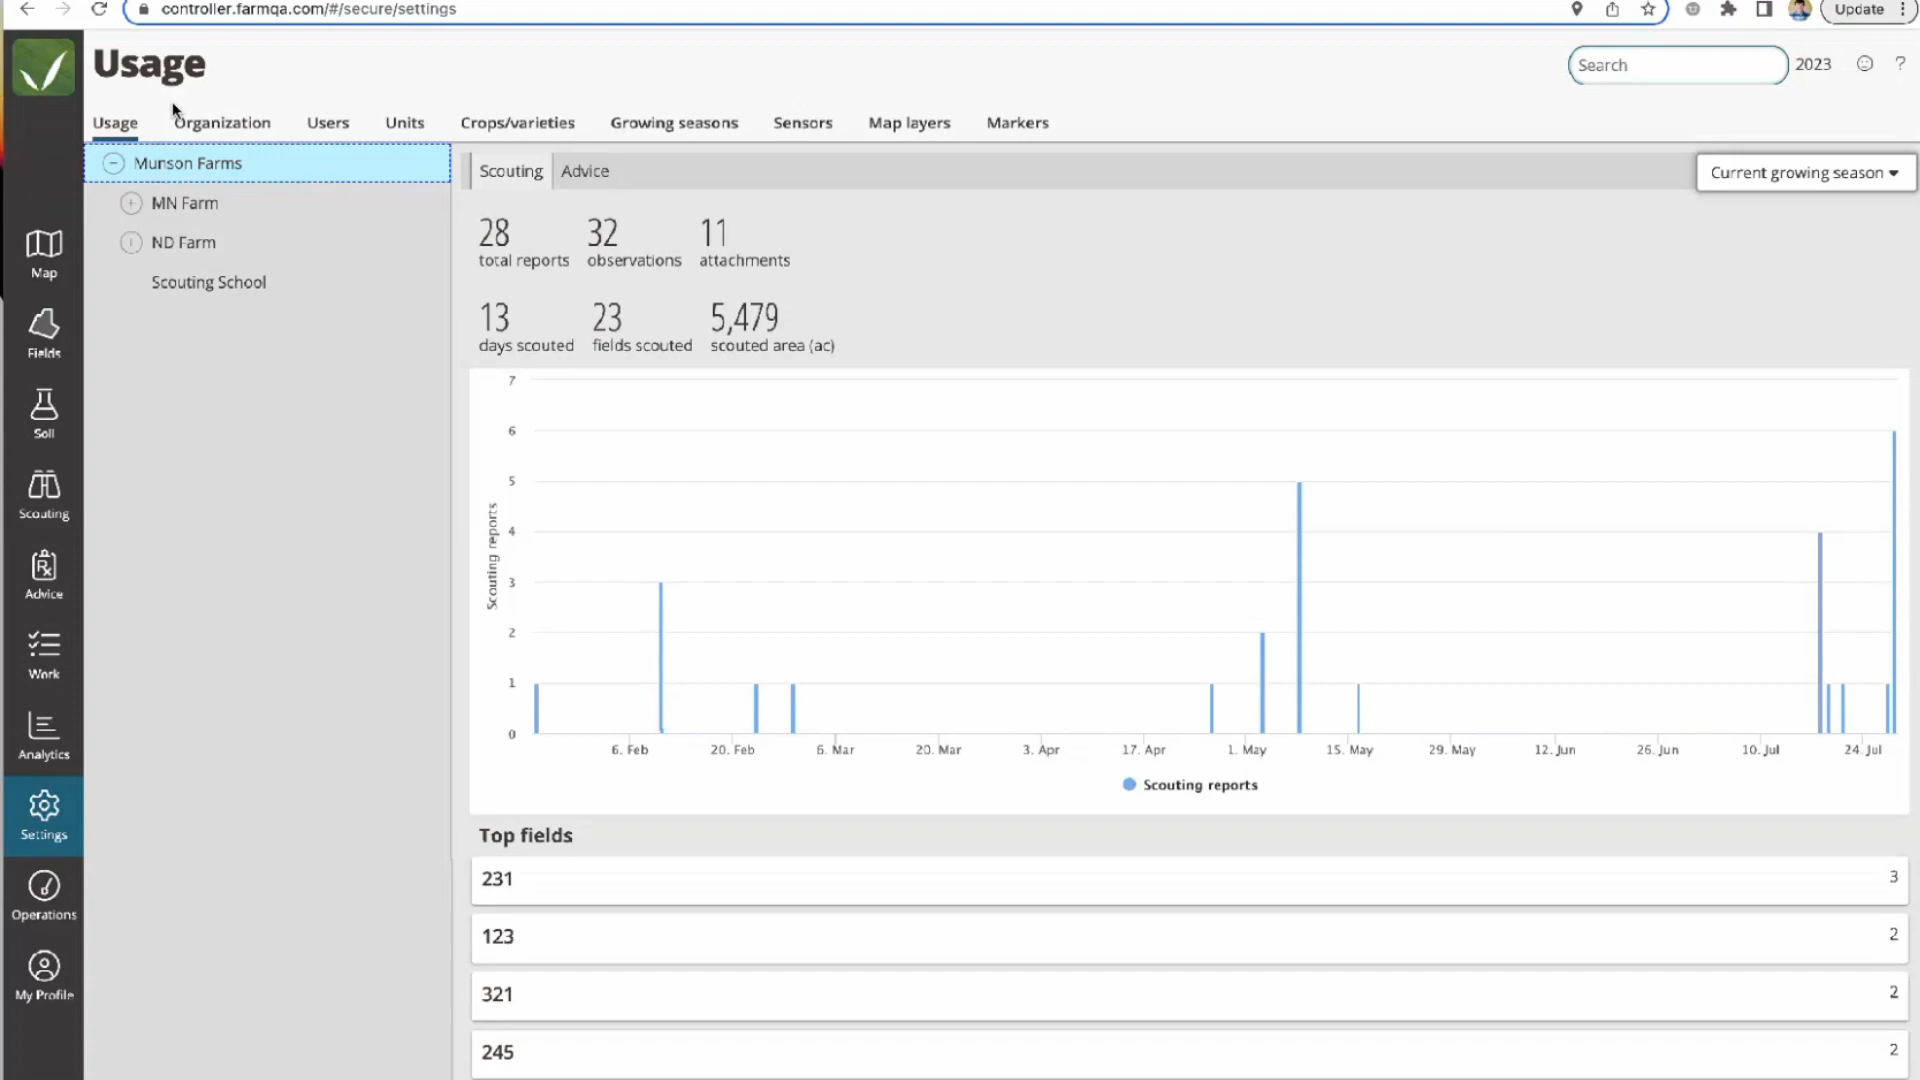 controller.farmqa.com/#/secure/settings
Update
Usage
Search
2023
?
Usage
Organization
Users
Units
Crops/varieties
Growing seasons
Sensors
Map layers
Markers
Munson Farms
MN Farm
ND Farm
Scouting School
Map
Fields
Soil
Scouting
Advice
Work
Analytics
Settings
Operations
My Profile
Scouting
Advice
Current growing season
28
total reports
32
observations
11
attachments
13
days scouted
23
fields scouted
5,479
scouted area (ac)
Scouting reports
7
6
5
4
3
2
1
0
6. Feb
20. Feb
6. Mar
20. Mar
3. Apr
17. Apr
1. May
15. May
29. May
12. Jun
26. Jun
10. Jul
24. Jul
Scouting reports
Top fields
231 3
123 2
321 2
245 2